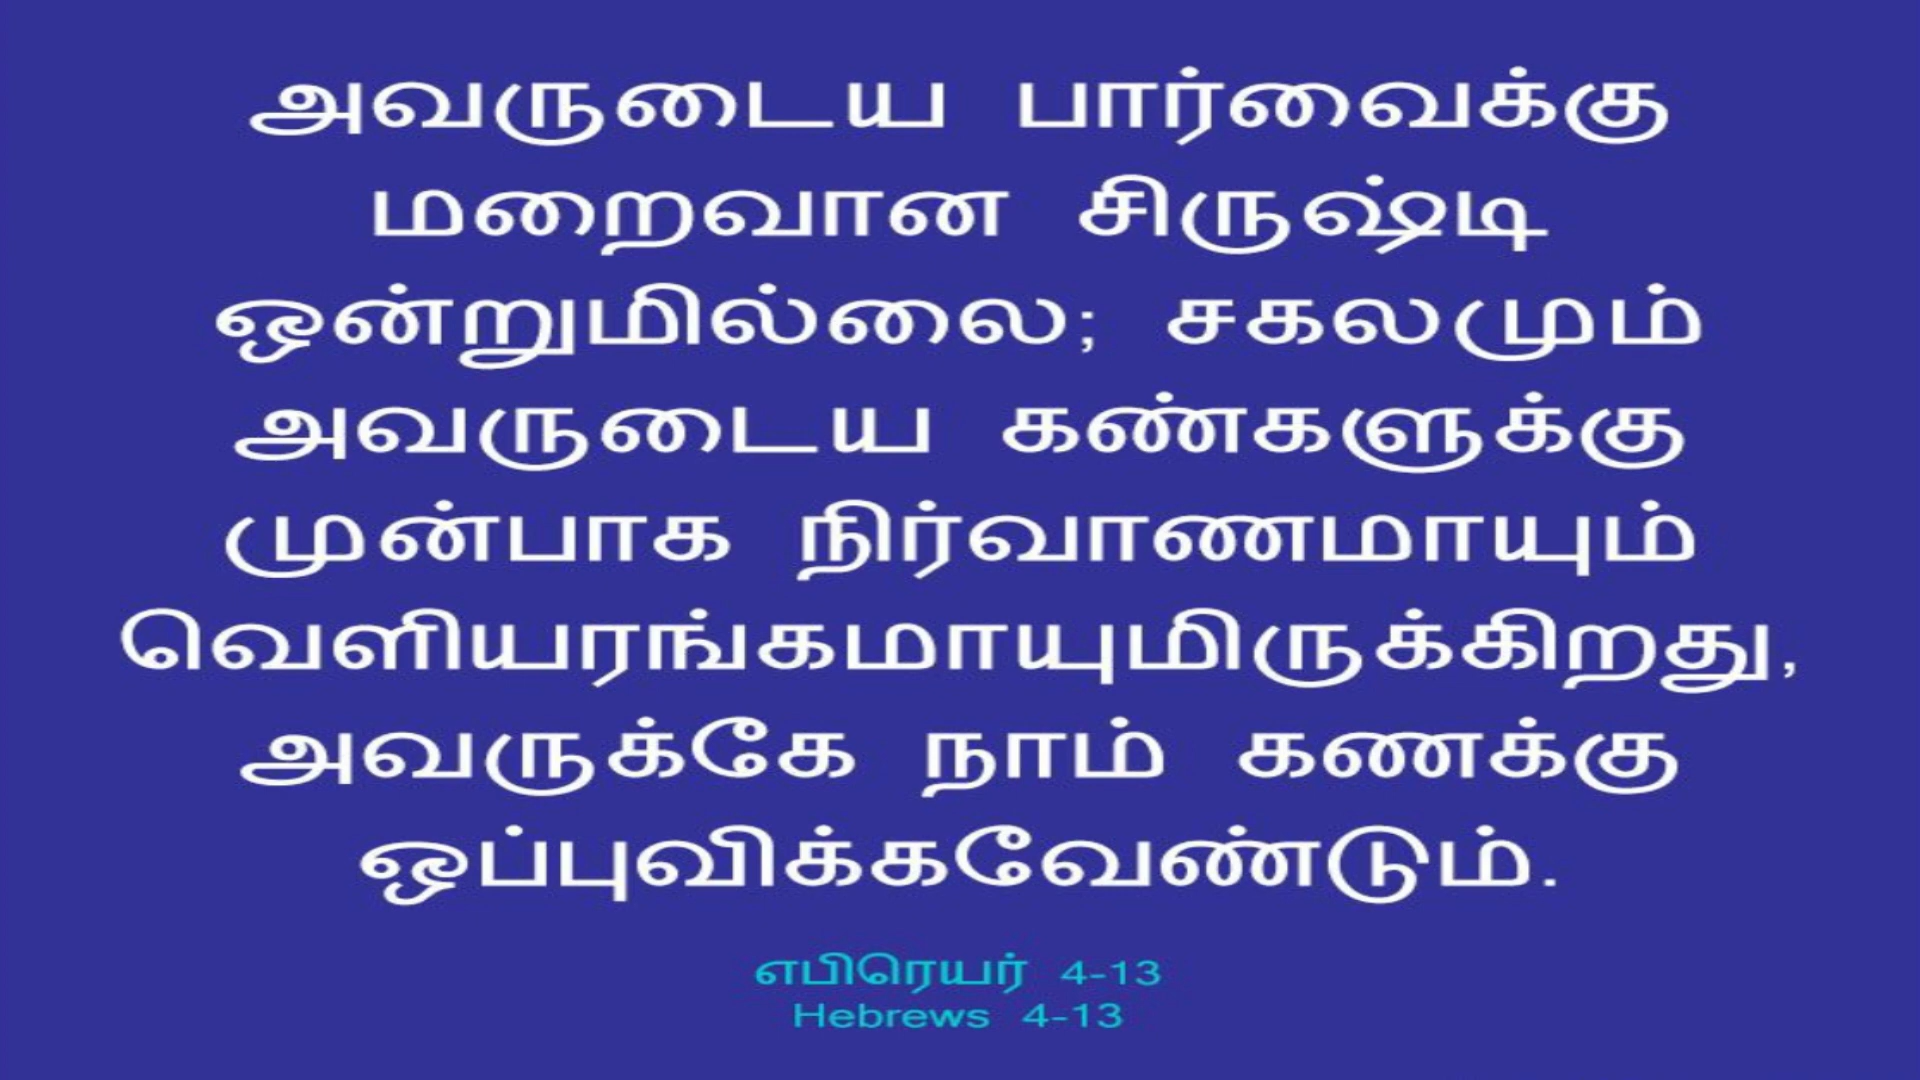 அவருடைய பார்வைக்கு
மறைவான சிருஷ்டி
ஒன்றுமில்லை; சகலமும்
அவருடைய கண்களுக்கு
முன்பாக நிர்வாணமாயும்
வெளியரங்கமாயுமிருக்கிறது,
அவருக்கே நாம் கணக்கு
ஒப்புவிக்கவேண்டும்.
எபிரெயர் 4-13
Hebrews 4-13